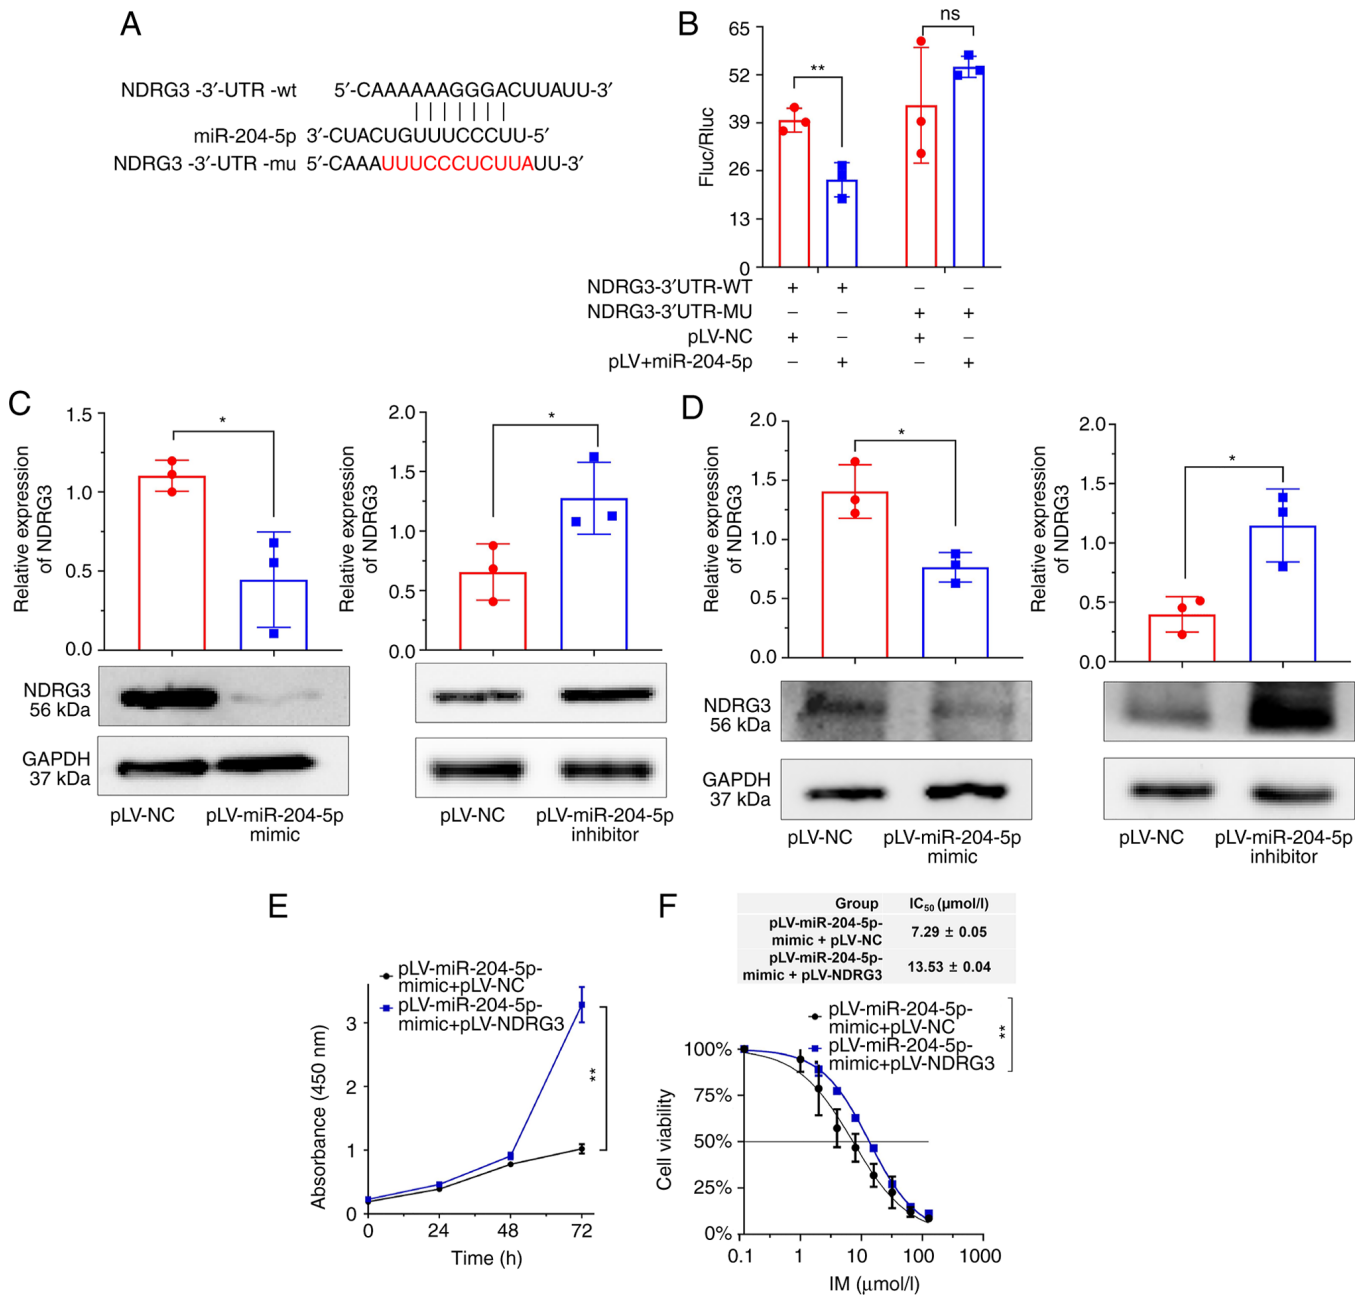 A
NDRG3 -3′-UTR -wt 5′-CAAAAAAGGGACUUAUU-3′
miR-204-5p 3′-CUACUGUUUCCCUU-5′
NDRG3 -3′-UTR -mu 5′-CAAAUUUCCCUCUUAUU-3′
B
65
52
39
26
13
0
Fluc/Rluc
**
ns
NDRG3-3′UTR-WT + + − −
NDRG3-3′UTR-MU − − + +
pLV-NC + − + −
pLV+miR-204-5p − + − +
C
Relative expression
of NDRG3
1.5
1.0
0.5
0.0
*
Relative expression
of NDRG3
2.0
1.5
1.0
0.5
0.0
*
NDRG3
56 kDa
GAPDH
37 kDa
pLV-NC
pLV-miR-204-5p
mimic
pLV-NC
pLV-miR-204-5p
inhibitor
D
Relative expression
of NDRG3
2.0
1.5
1.0
0.5
0.0
*
Relative expression
of NDRG3
2.0
1.5
1.0
0.5
0.0
*
NDRG3
56 kDa
GAPDH
37 kDa
pLV-NC
pLV-miR-204-5p
mimic
pLV-NC
pLV-miR-204-5p
inhibitor
E
pLV-miR-204-5p-
mimic+pLV-NC
pLV-miR-204-5p-
mimic+pLV-NDRG3
Absorbance (450 nm)
3
2
1
0
**
0 24 48 72
Time (h)
F
Group IC50 (µmol/l)
pLV-miR-204-5p-
mimic + pLV-NC 7.29 ± 0.05
pLV-miR-204-5p-
mimic + pLV-NDRG3 13.53 ± 0.04
pLV-miR-204-5p-
mimic+pLV-NC
pLV-miR-204-5p-
mimic+pLV-NDRG3
**
Cell viability
100%
75%
50%
25%
0%
0.1 1 10 100 1000
IM (µmol/l)